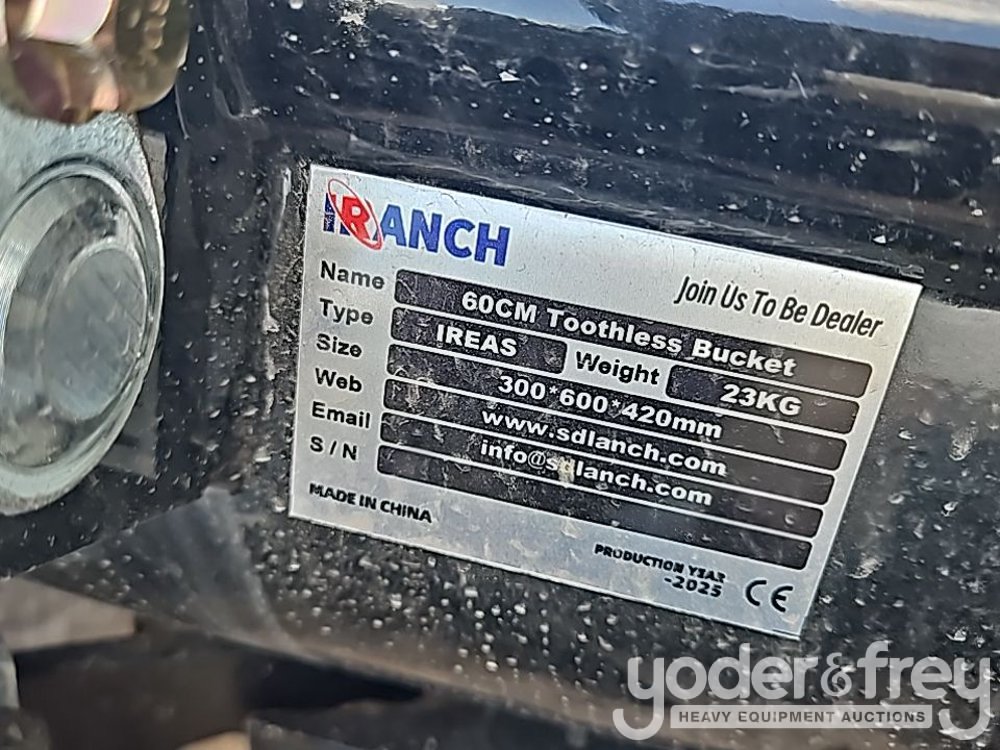 IRANCH
Join Us To Be Dealer
Name 60CM Toothless Bucket
Type IREAS Weight 23KG
Size 300*600*420mm
Web www.sdlanch.com
Email info@sdlanch.com
S / N
MADE IN CHINA
PRODUCTION YEAR
-2025
CE
yoder&frey
HEAVY EQUIPMENT AUCTIONS